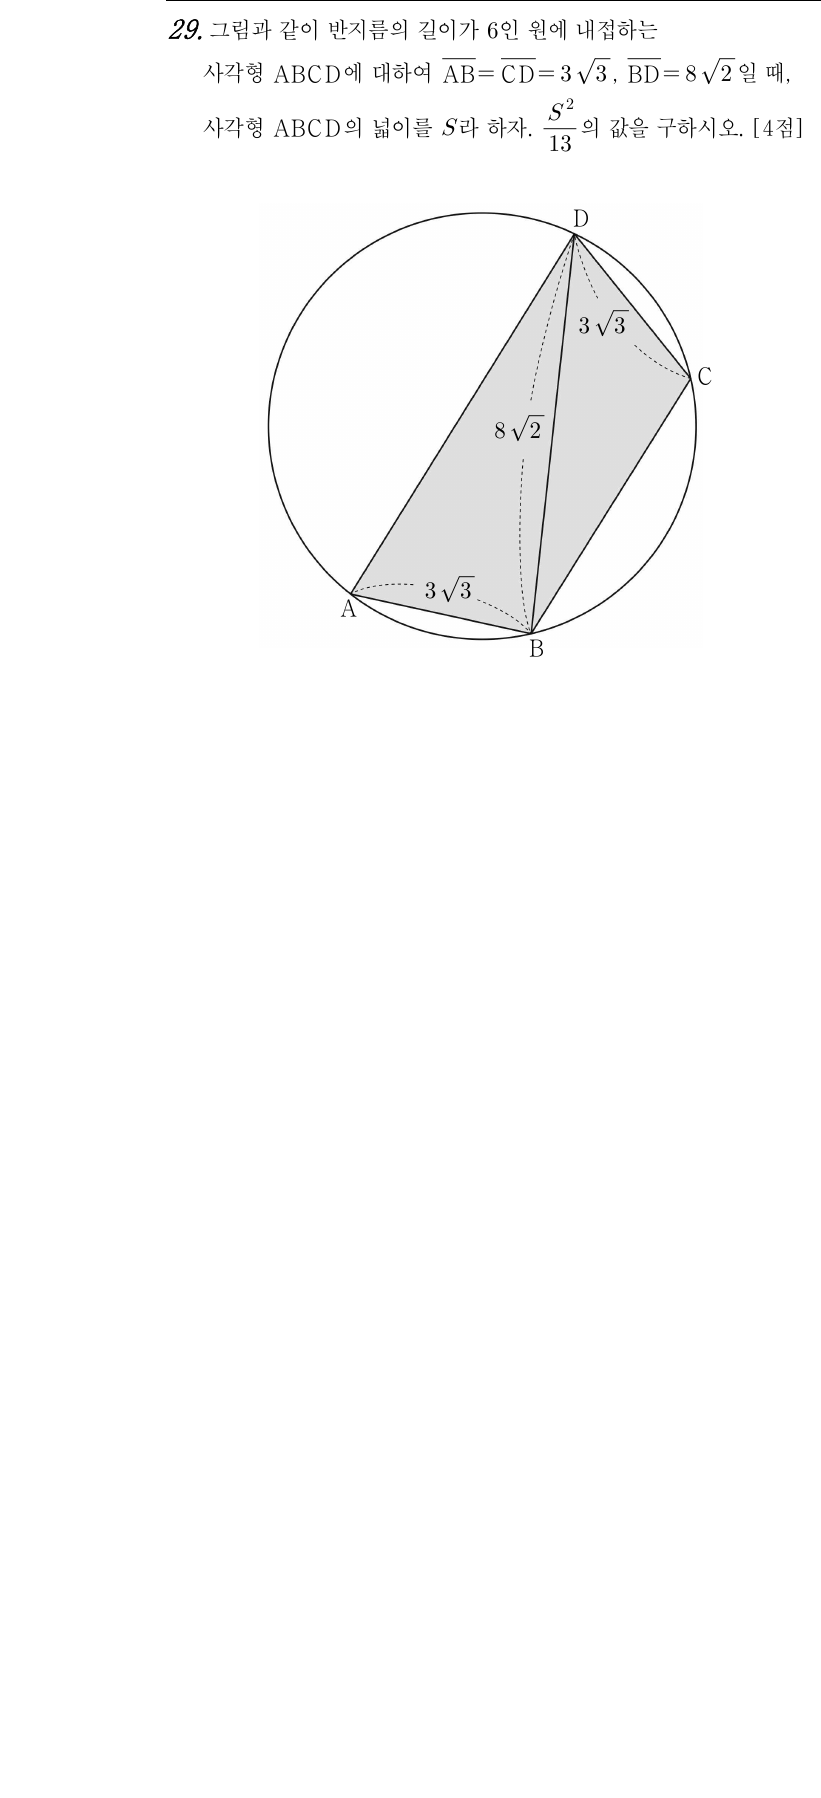 29. 그림과 같이 반지름의 길이가 6인 원에 내접하는
사각형 ABCD에 대하여 $\overline{AB}=\overline{CD}=3\sqrt{3}$, $\overline{BD}=8\sqrt{2}$일 때,
사각형 ABCD의 넓이를 $S$라 하자. $\frac{S^2}{13}$의 값을 구하시오. [4점]
D
$3\sqrt{3}$
C
$8\sqrt{2}$
$3\sqrt{3}$
A
B